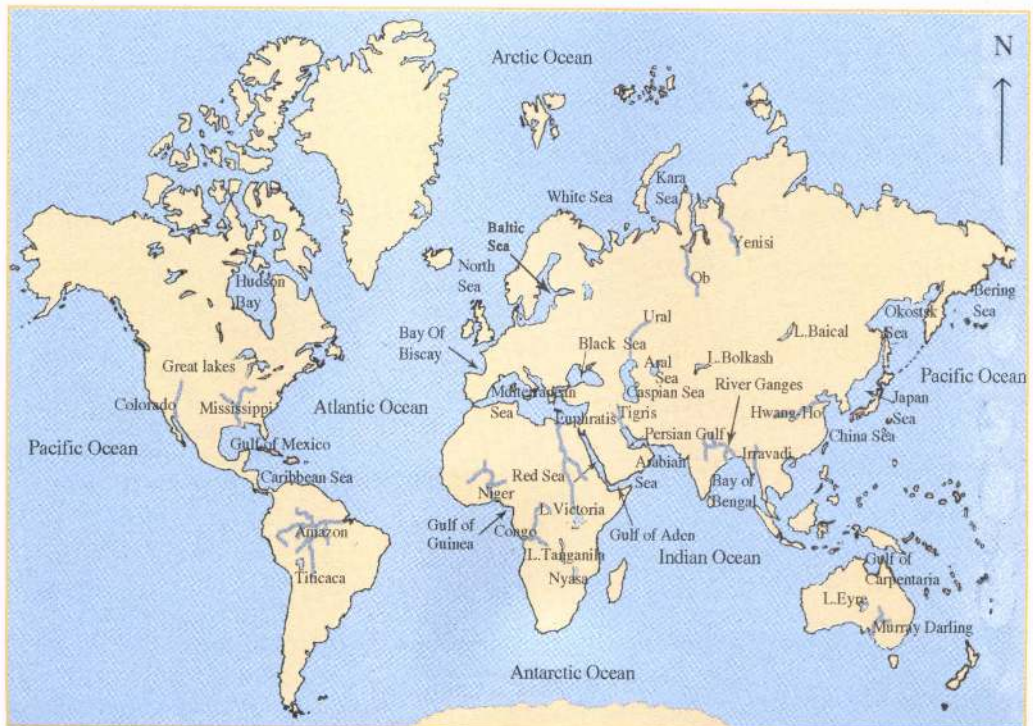 Arctic Ocean
N
White Sea
Kara
Sea
Baltic
Sea
North
Sea
Yenisi
Ob
Hudson
Bay
Bering
Sea
Okostsk
Sea
Bay Of
Biscay
Ural
Black Sea
L.Baical
Great lakes
Aral
Sea
L.Bolkash
Pacific Ocean
Colorado
Mississippi
Atlantic Ocean
Mediterranean
Sea
Caspian Sea
River Ganges
Japan
Sea
Euphratis
Tigris
Hwang-Ho
Pacific Ocean
Gulf of Mexico
Persian Gulf
China Sea
Irravadi
Caribbean Sea
Red Sea
Arabian
Sea
Bay of
Bengal
Niger
L.Victoria
Gulf of
Guinea
Congo
Gulf of Aden
Amazon
L.Tanganila
Indian Ocean
Gulf of
Carpentaria
Titicaca
Nyasa
L.Eyre
Murray Darling
Antarctic Ocean